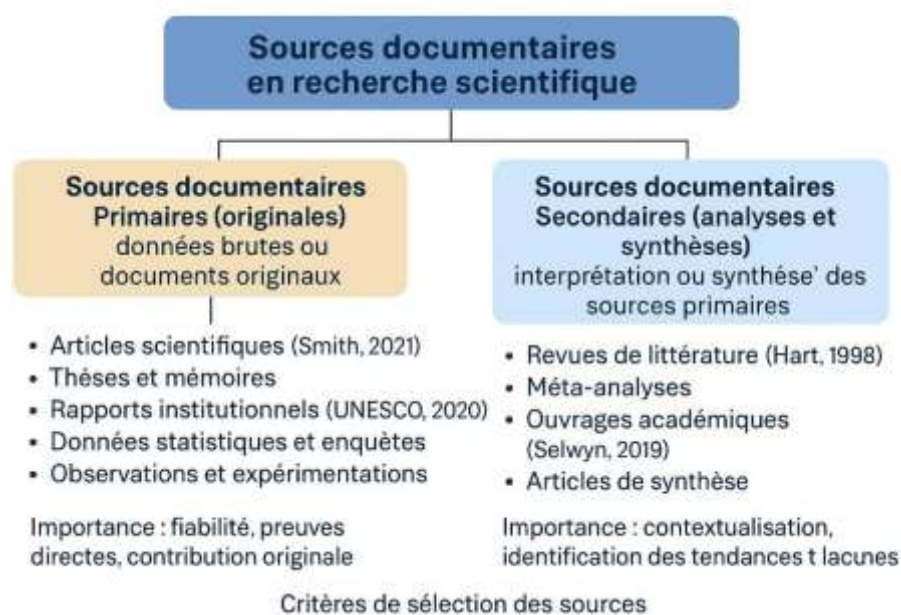 Sources documentaires
en recherche scientifique
Sources documentaires
Primaires (originales)
données brutes ou
documents originaux
• Articles scientifiques (Smith, 2021)
• Thèses et mémoires
• Rapports institutionnels (UNESCO, 2020)
• Données statistiques et enquètes
• Observations et expérimentations
Importance : fiabilité, preuves
directes, contribution originale
Sources documentaires
Secondaires (analyses et
synthèses)
interprétation ou synthèse' des
sources primaires
• Revues de littérature (Hart, 1998)
• Méta-analyses
• Ouvrages académiques
(Selwyn, 2019)
• Articles de synthèse
Importance : contextualisation,
identification des tendances t lacunes
Critères de sélection des sources